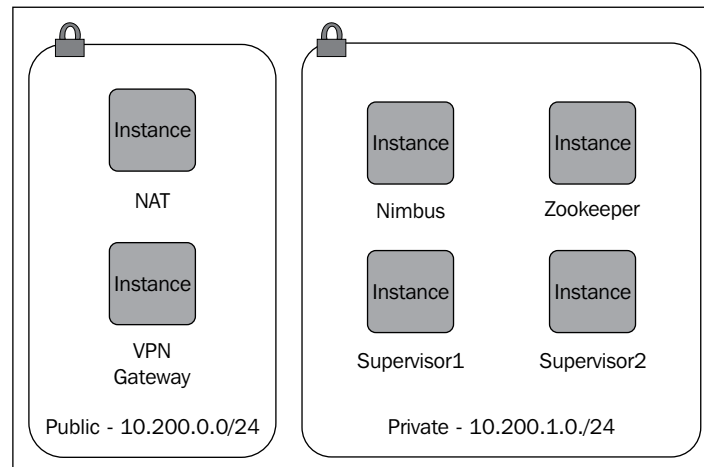 Instance
NAT
Instance
VPN
Gateway
Public - 10.200.0.0/24
Instance
Instance
Nimbus
Zookeeper
Instance
Instance
Supervisor1
Supervisor2
Private - 10.200.1.0./24